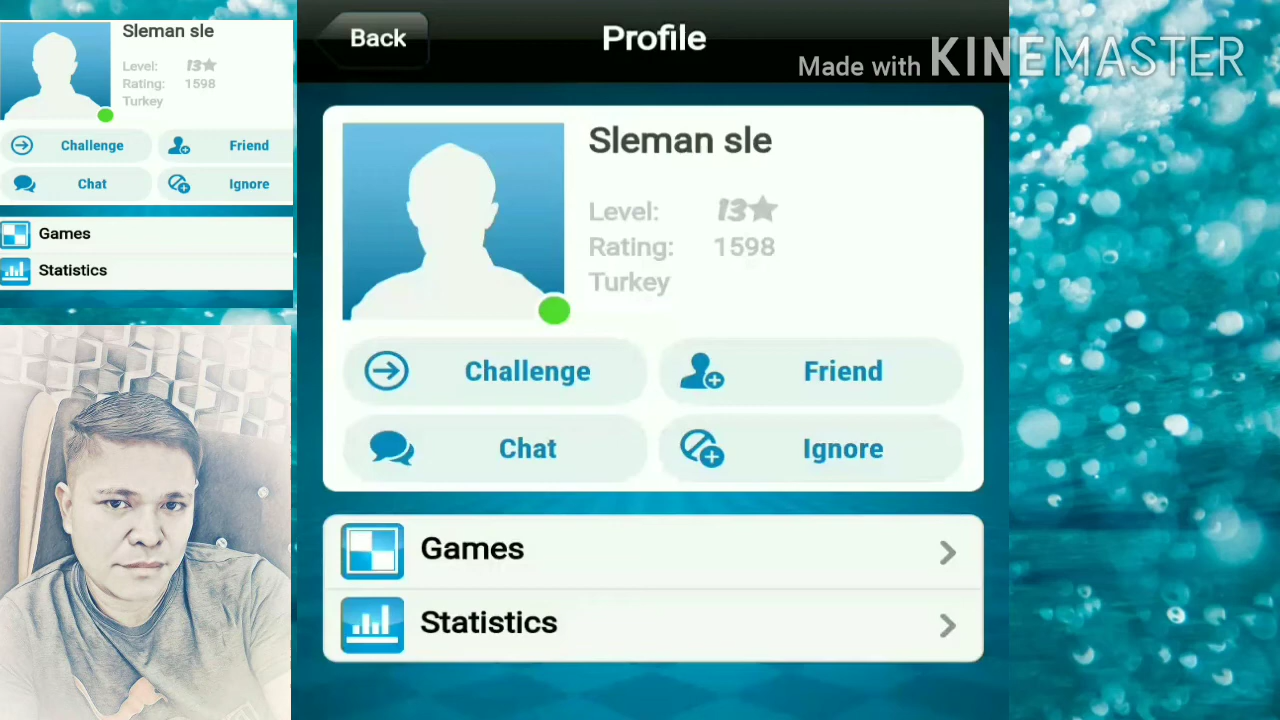 Sleman sle
Level: 13
Rating: 1598
Turkey
Challenge
Friend
Chat
Ignore
Games
Statistics
Back
Profile
Made with KINEMASTER
Sleman sle
Level: 13
Rating: 1598
Turkey
Challenge
Friend
Chat
Ignore
Games
Statistics